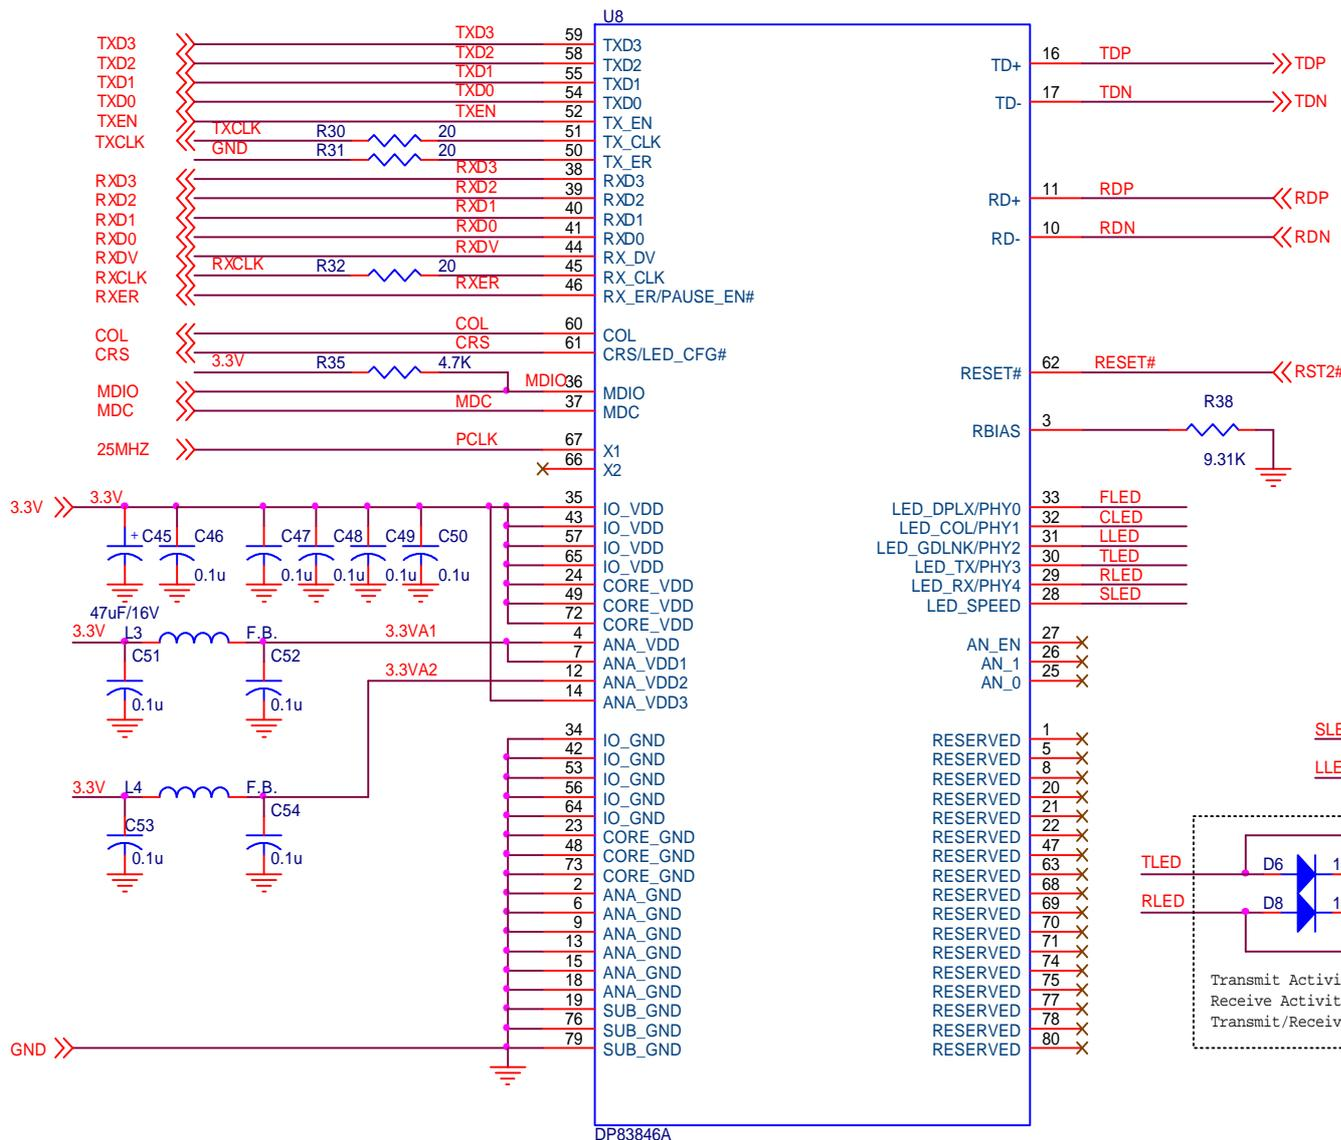 U8
TXD3 TXD3 59 TXD3
TXD2 TXD2 58 TXD2
TXD1 TXD1 55 TXD1
TXD0 TXD0 54 TXD0
TXEN TXEN 52 TX_EN
TXCLK TXCLK R30 20 51 TX_CLK
GND R31 20 50 TX_ER
RXD3 RXD3 38 RXD3
RXD2 RXD2 39 RXD2
RXD1 RXD1 40 RXD1
RXD0 RXD0 41 RXD0
RXDV RXDV 44 RX_DV
RXCLK RXCLK R32 20 45 RX_CLK
RXER RXER 46 RX_ER/PAUSE_EN#
COL COL 60 COL
CRS CRS 61 CRS/LED_CFG#
3.3V R35 4.7K
MDIO MDIO 36 MDIO
MDC MDC 37 MDC
25MHZ PCLK 67 X1
66 X2
TD+ 16 TDP TDP
TD- 17 TDN TDN
RD+ 11 RDP RDP
RD- 10 RDN RDN
RESET# 62 RESET# RST2#
R38
RBIAS 3
9.31K
3.3V 3.3V 35 IO_VDD
43 IO_VDD
+ C45 C46 C47 C48 C49 C50
57 IO_VDD
65 IO_VDD
0.1u 0.1u 0.1u 0.1u 0.1u
24 CORE_VDD
49 CORE_VDD
47uF/16V
72 CORE_VDD
3.3V L3 F.B. 3.3VA1 4 ANA_VDD
C51 C52 7 ANA_VDD1
3.3VA2 12 ANA_VDD2
0.1u 0.1u 14 ANA_VDD3
LED_DPLX/PHY0 33 FLED
LED_COL/PHY1 32 CLED
LED_GDLNK/PHY2 31 LLED
LED_TX/PHY3 30 TLED
LED_RX/PHY4 29 RLED
LED_SPEED 28 SLED
AN_EN 27
AN_1 26
AN_0 25
34 IO_GND
42 IO_GND
53 IO_GND
3.3V L4 F.B. 56 IO_GND
C53 C54 64 IO_GND
23 CORE_GND
0.1u 0.1u 48 CORE_GND
73 CORE_GND
2 ANA_GND
6 ANA_GND
9 ANA_GND
13 ANA_GND
15 ANA_GND
18 ANA_GND
19 SUB_GND
76 SUB_GND
GND 79 SUB_GND
RESERVED 1
RESERVED 5
RESERVED 8
RESERVED 20
RESERVED 21
RESERVED 22
RESERVED 47
RESERVED 63
RESERVED 68
RESERVED 69
RESERVED 70
RESERVED 71
RESERVED 74
RESERVED 75
RESERVED 77
RESERVED 78
RESERVED 80
DP83846A
SLE
LLE
TLED D6 1
RLED D8 1
Transmit Activi
Receive Activit
Transmit/Receiv